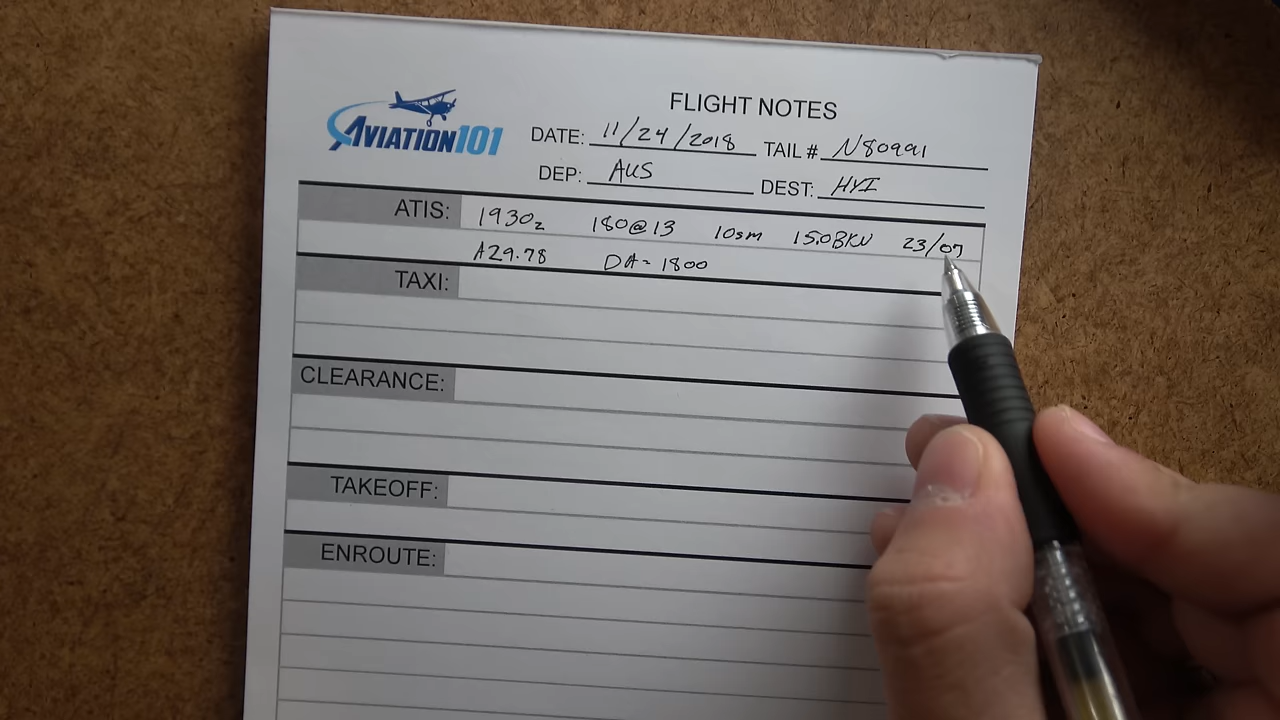 FLIGHT NOTES
AVIATION101
DATE: 11/24/2018 TAIL # N80991
DEP: AUS DEST: HYI
ATIS: 1930z 180@13 10sm 15.0BKN 23/07
A29.78 DA= 1800
TAXI:
CLEARANCE:
TAKEOFF:
ENROUTE: